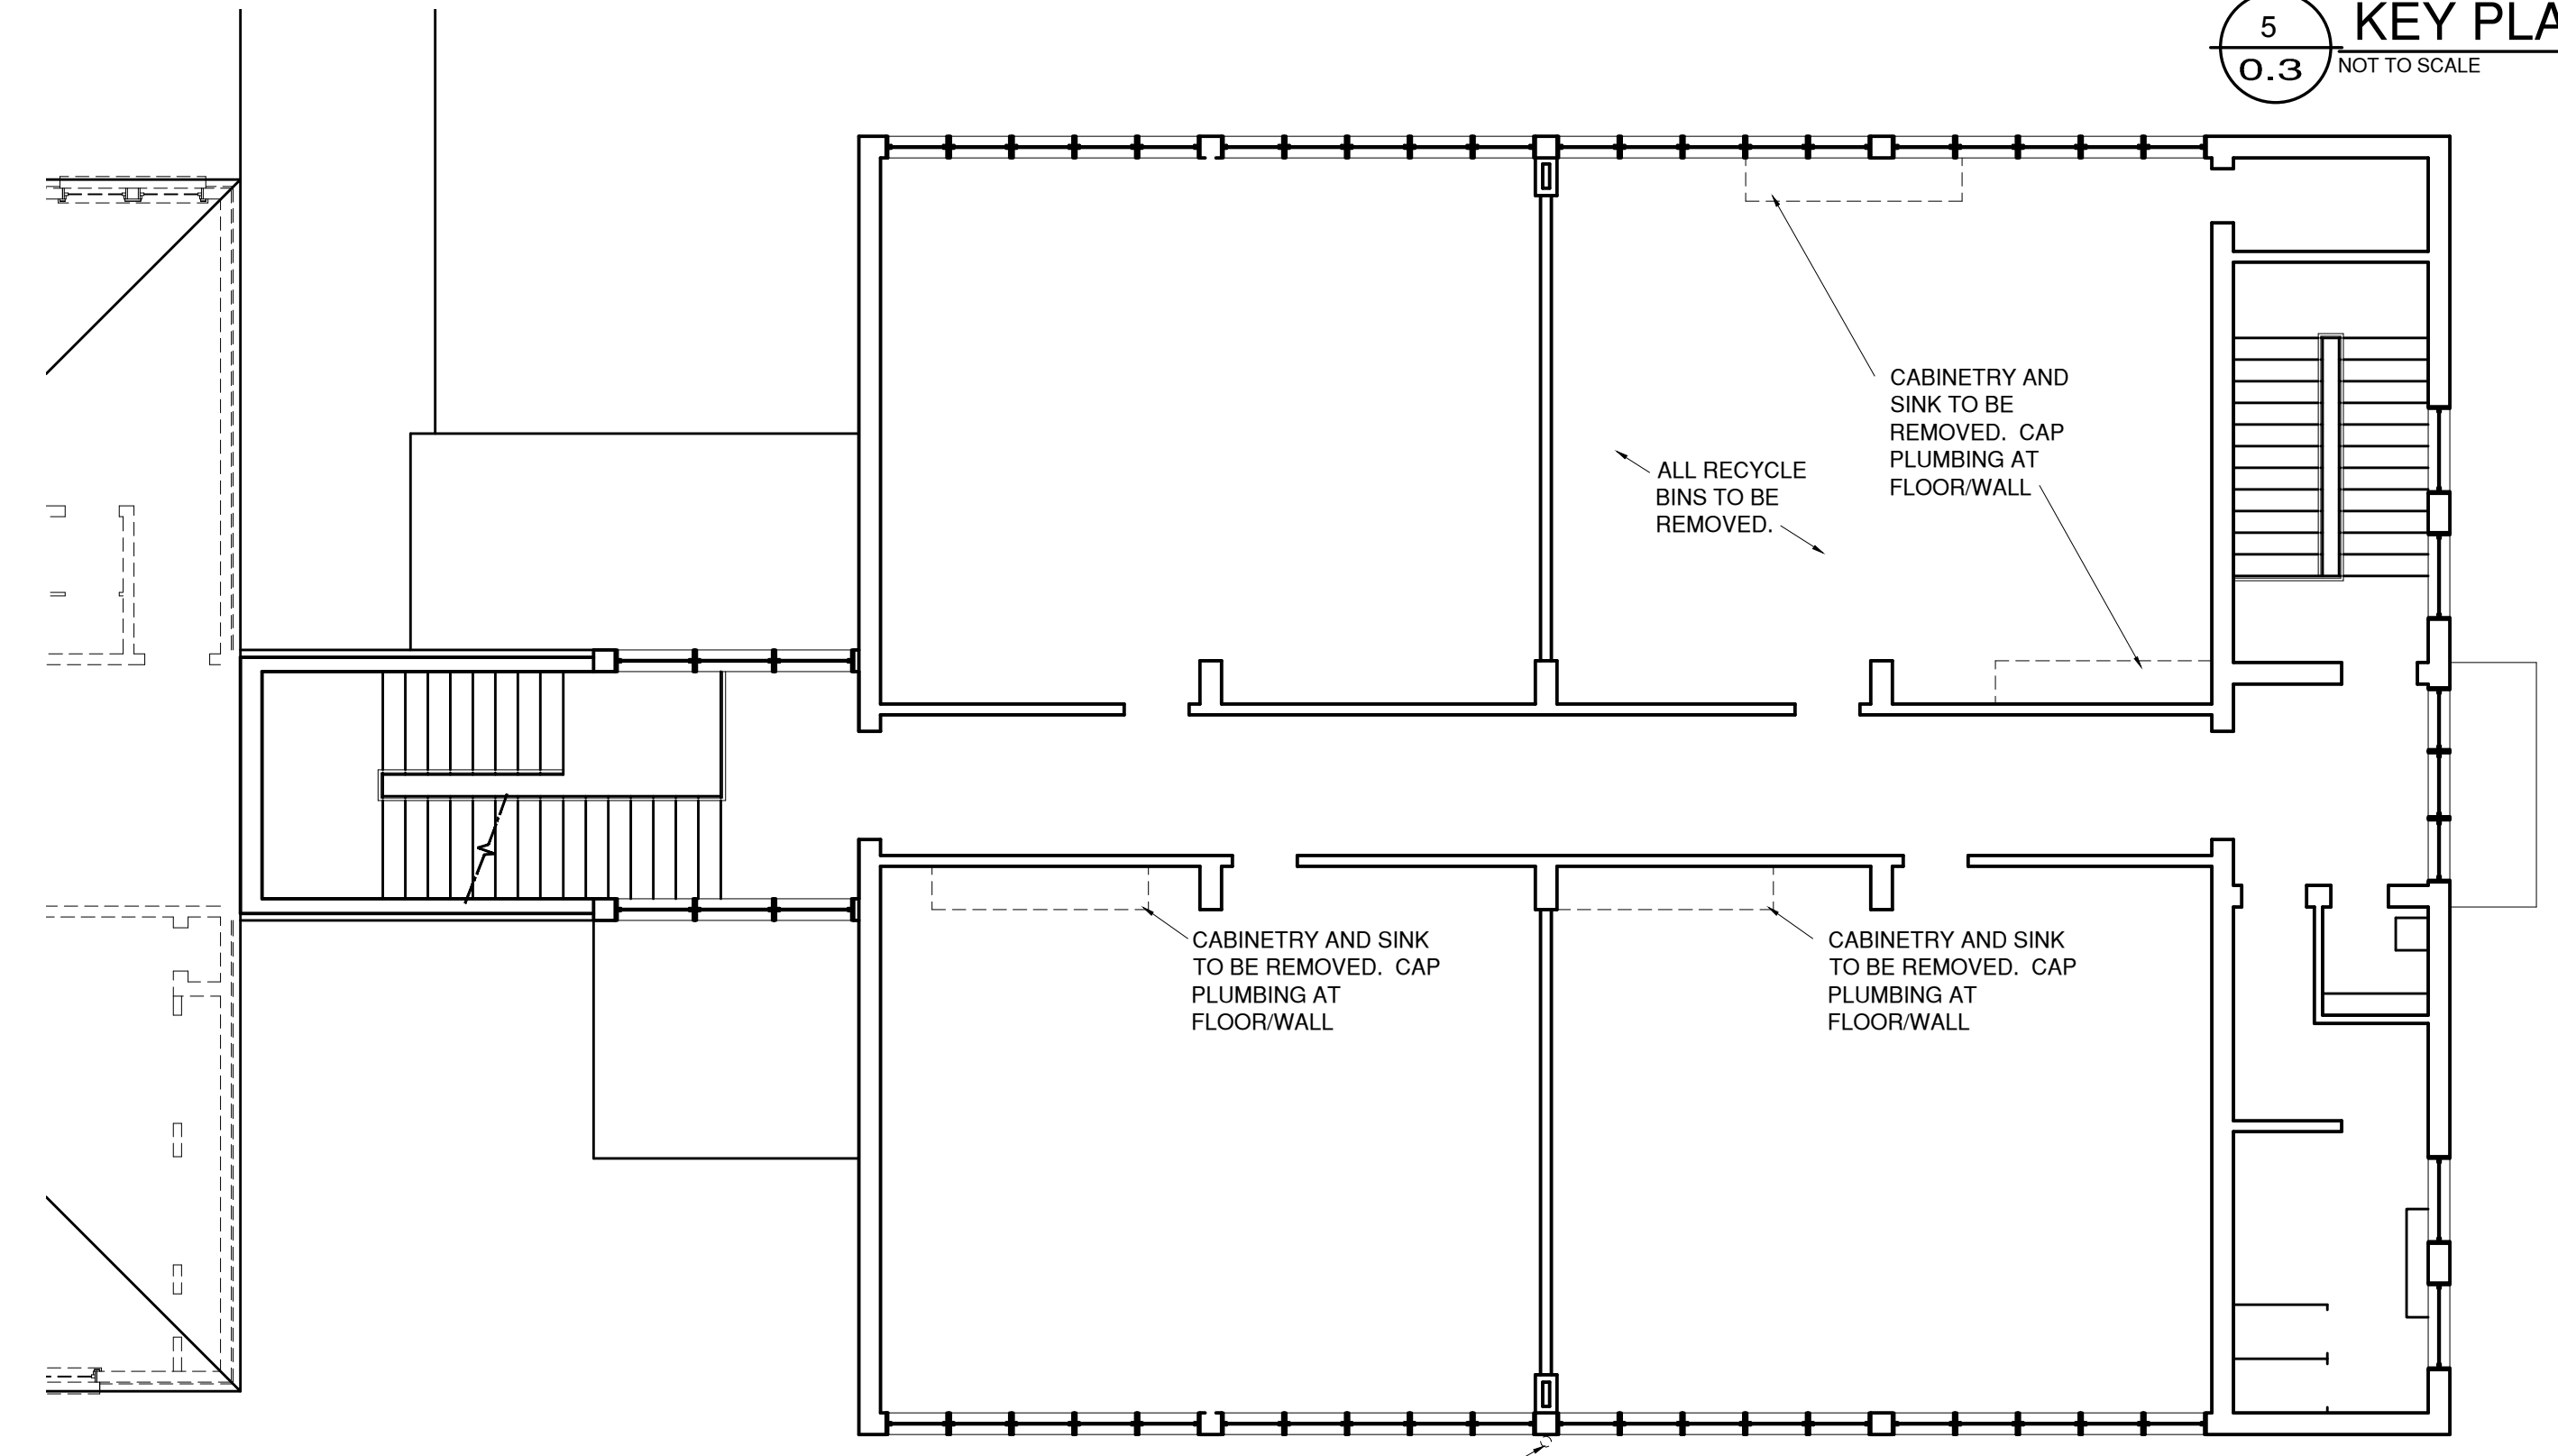 5
KEY PLA
0.3
NOT TO SCALE
CABINETRY AND
SINK TO BE
REMOVED. CAP
PLUMBING AT
FLOOR/WALL
ALL RECYCLE
BINS TO BE
REMOVED.
CABINETRY AND SINK
TO BE REMOVED. CAP
PLUMBING AT
FLOOR/WALL
CABINETRY AND SINK
TO BE REMOVED. CAP
PLUMBING AT
FLOOR/WALL